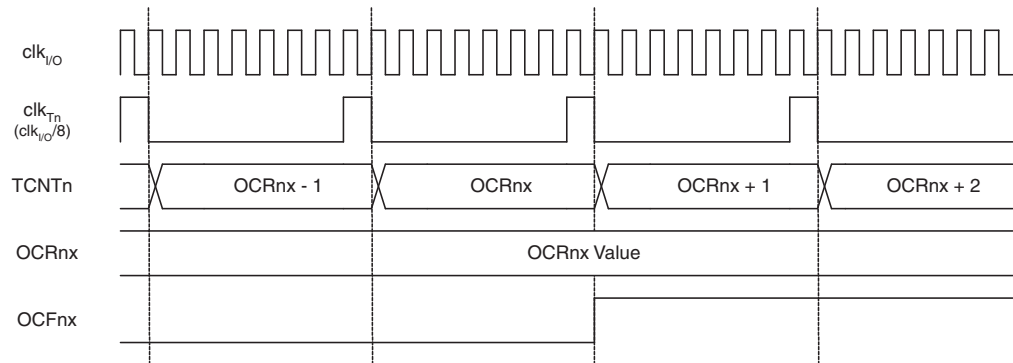 clkI/O
clkTn
(clkI/O/8)
TCNTn OCRnx - 1 OCRnx OCRnx + 1 OCRnx + 2
OCRnx OCRnx Value
OCFnx